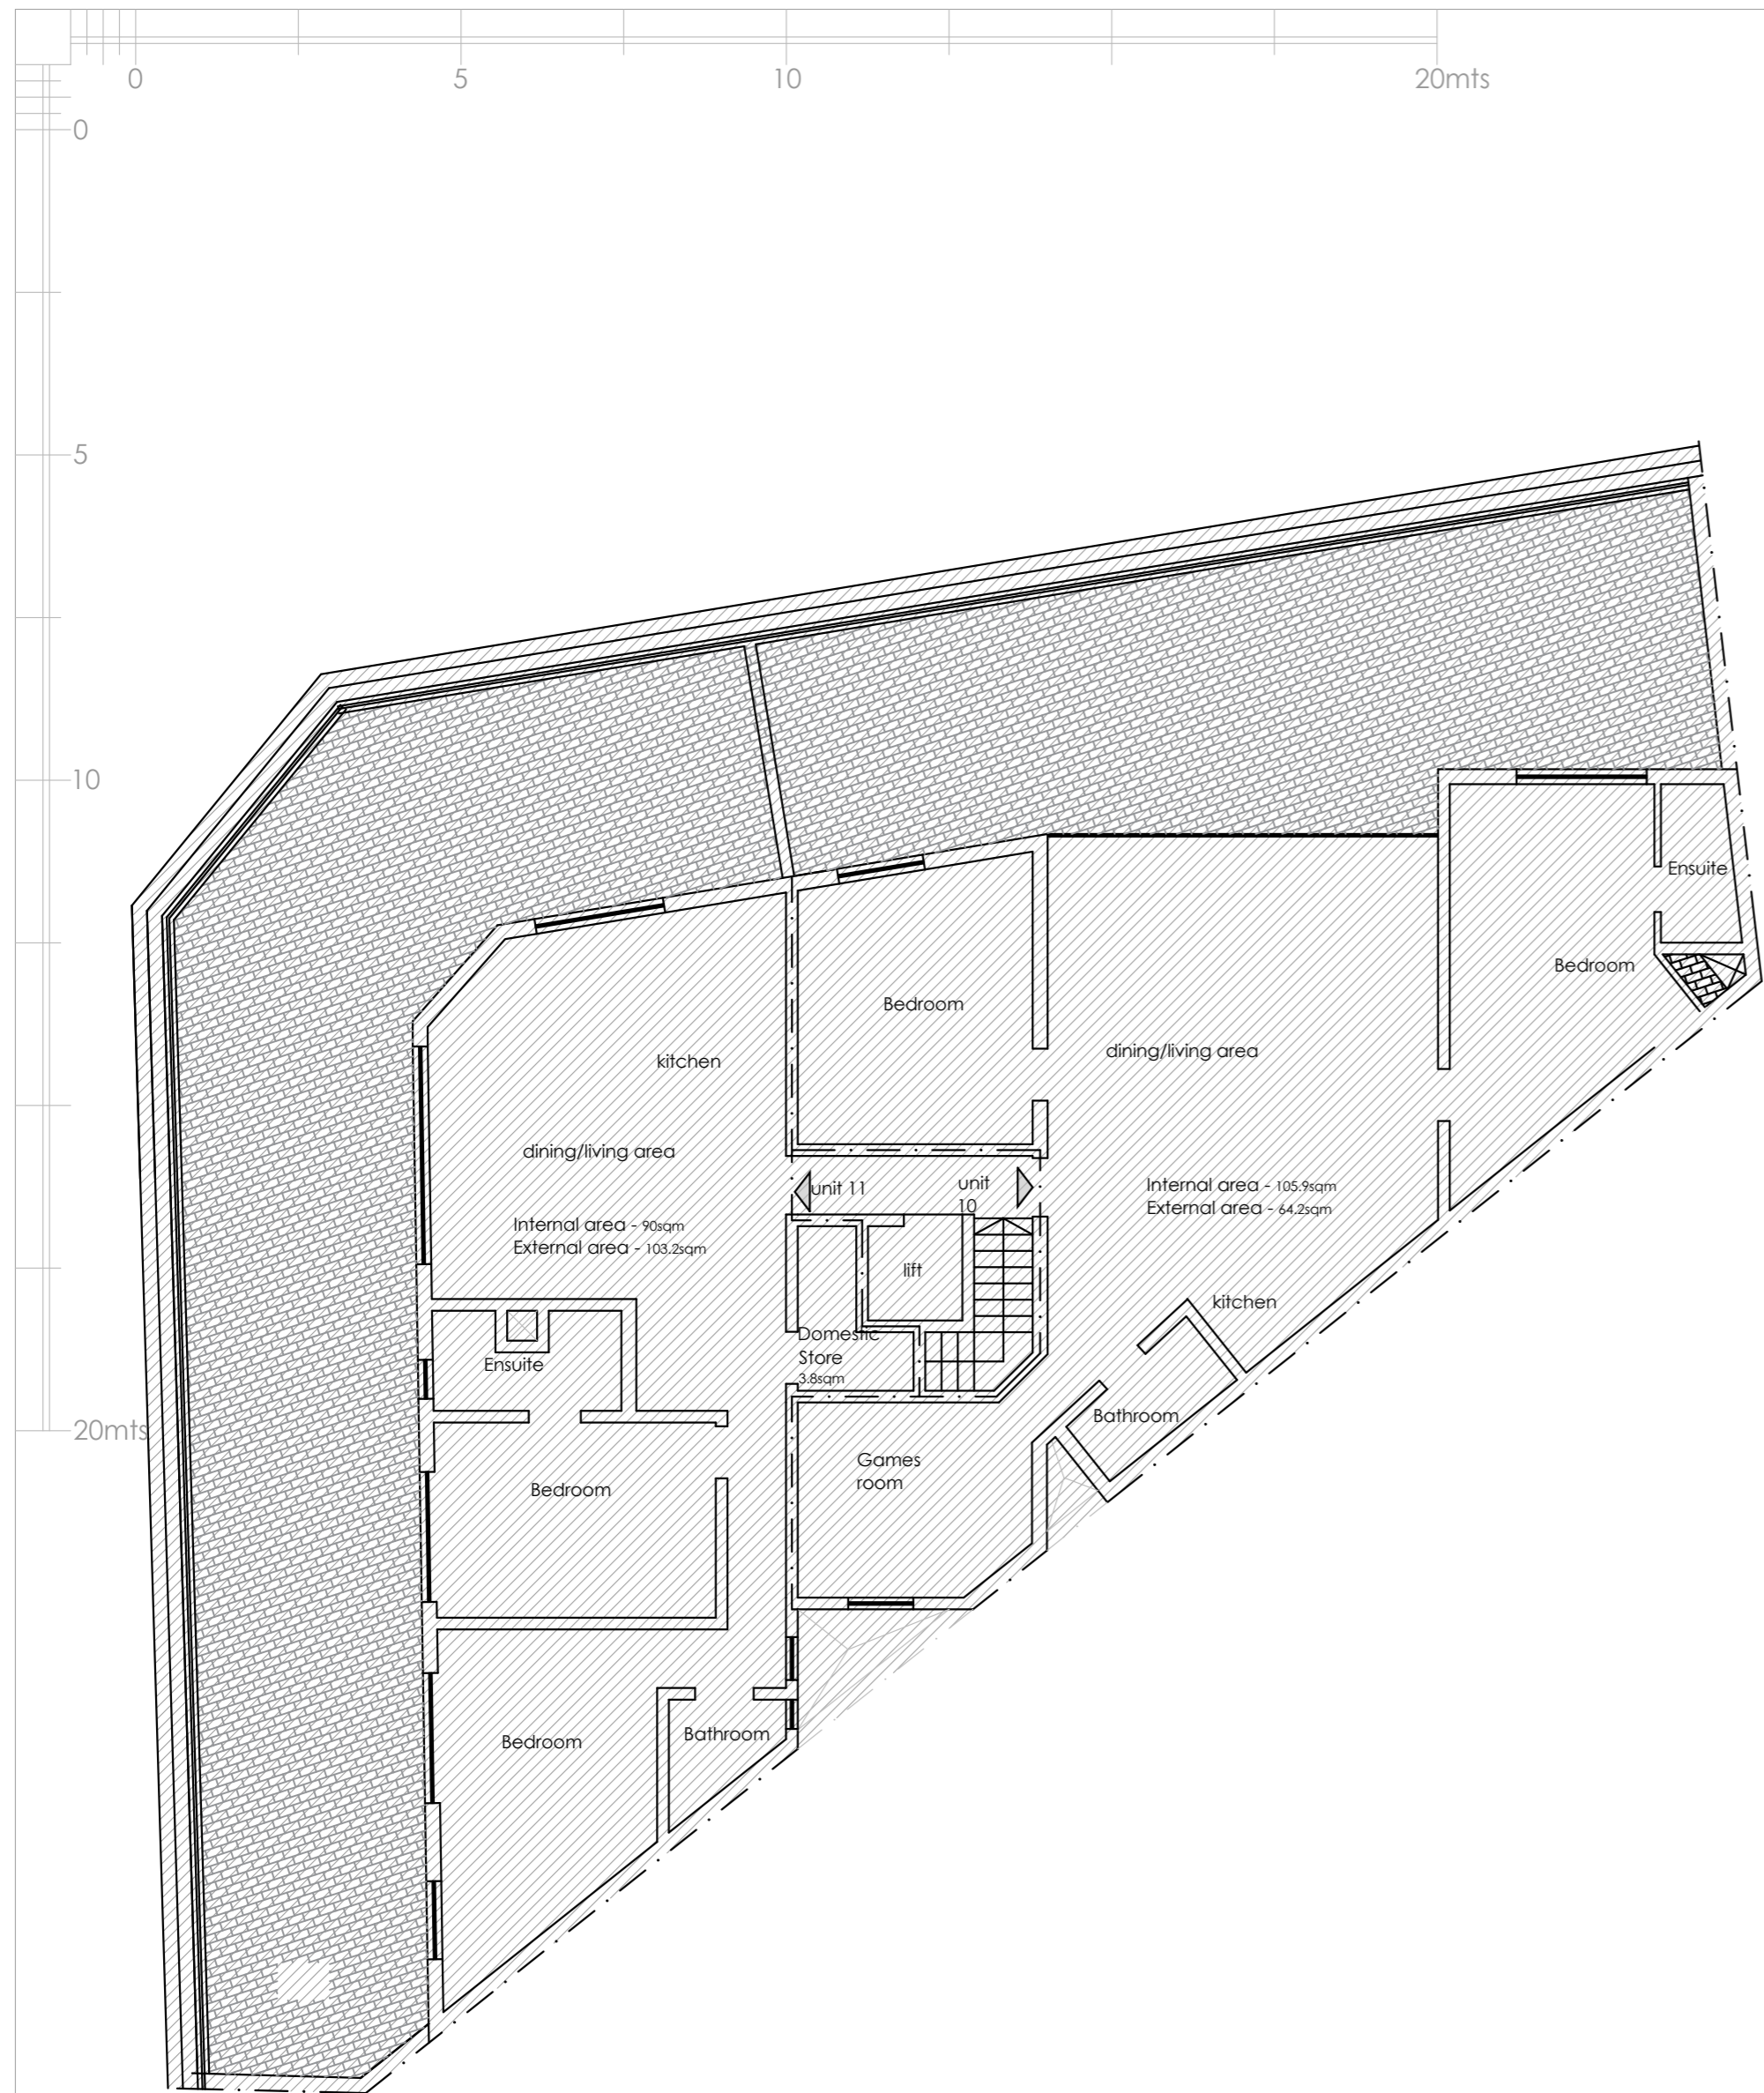 0
5
10
20mts
0
5
10
20mts
Ensuite
Bedroom
Bedroom
dining/living area
kitchen
dining/living area
unit 11
unit
10
Internal area - 105.9sqm
External area - 64.2sqm
Internal area - 90sqm
External area - 103.2sqm
lift
kitchen
Domestic
Store
3.8sqm
Ensuite
Bathroom
Games
room
Bedroom
Bathroom
Bedroom